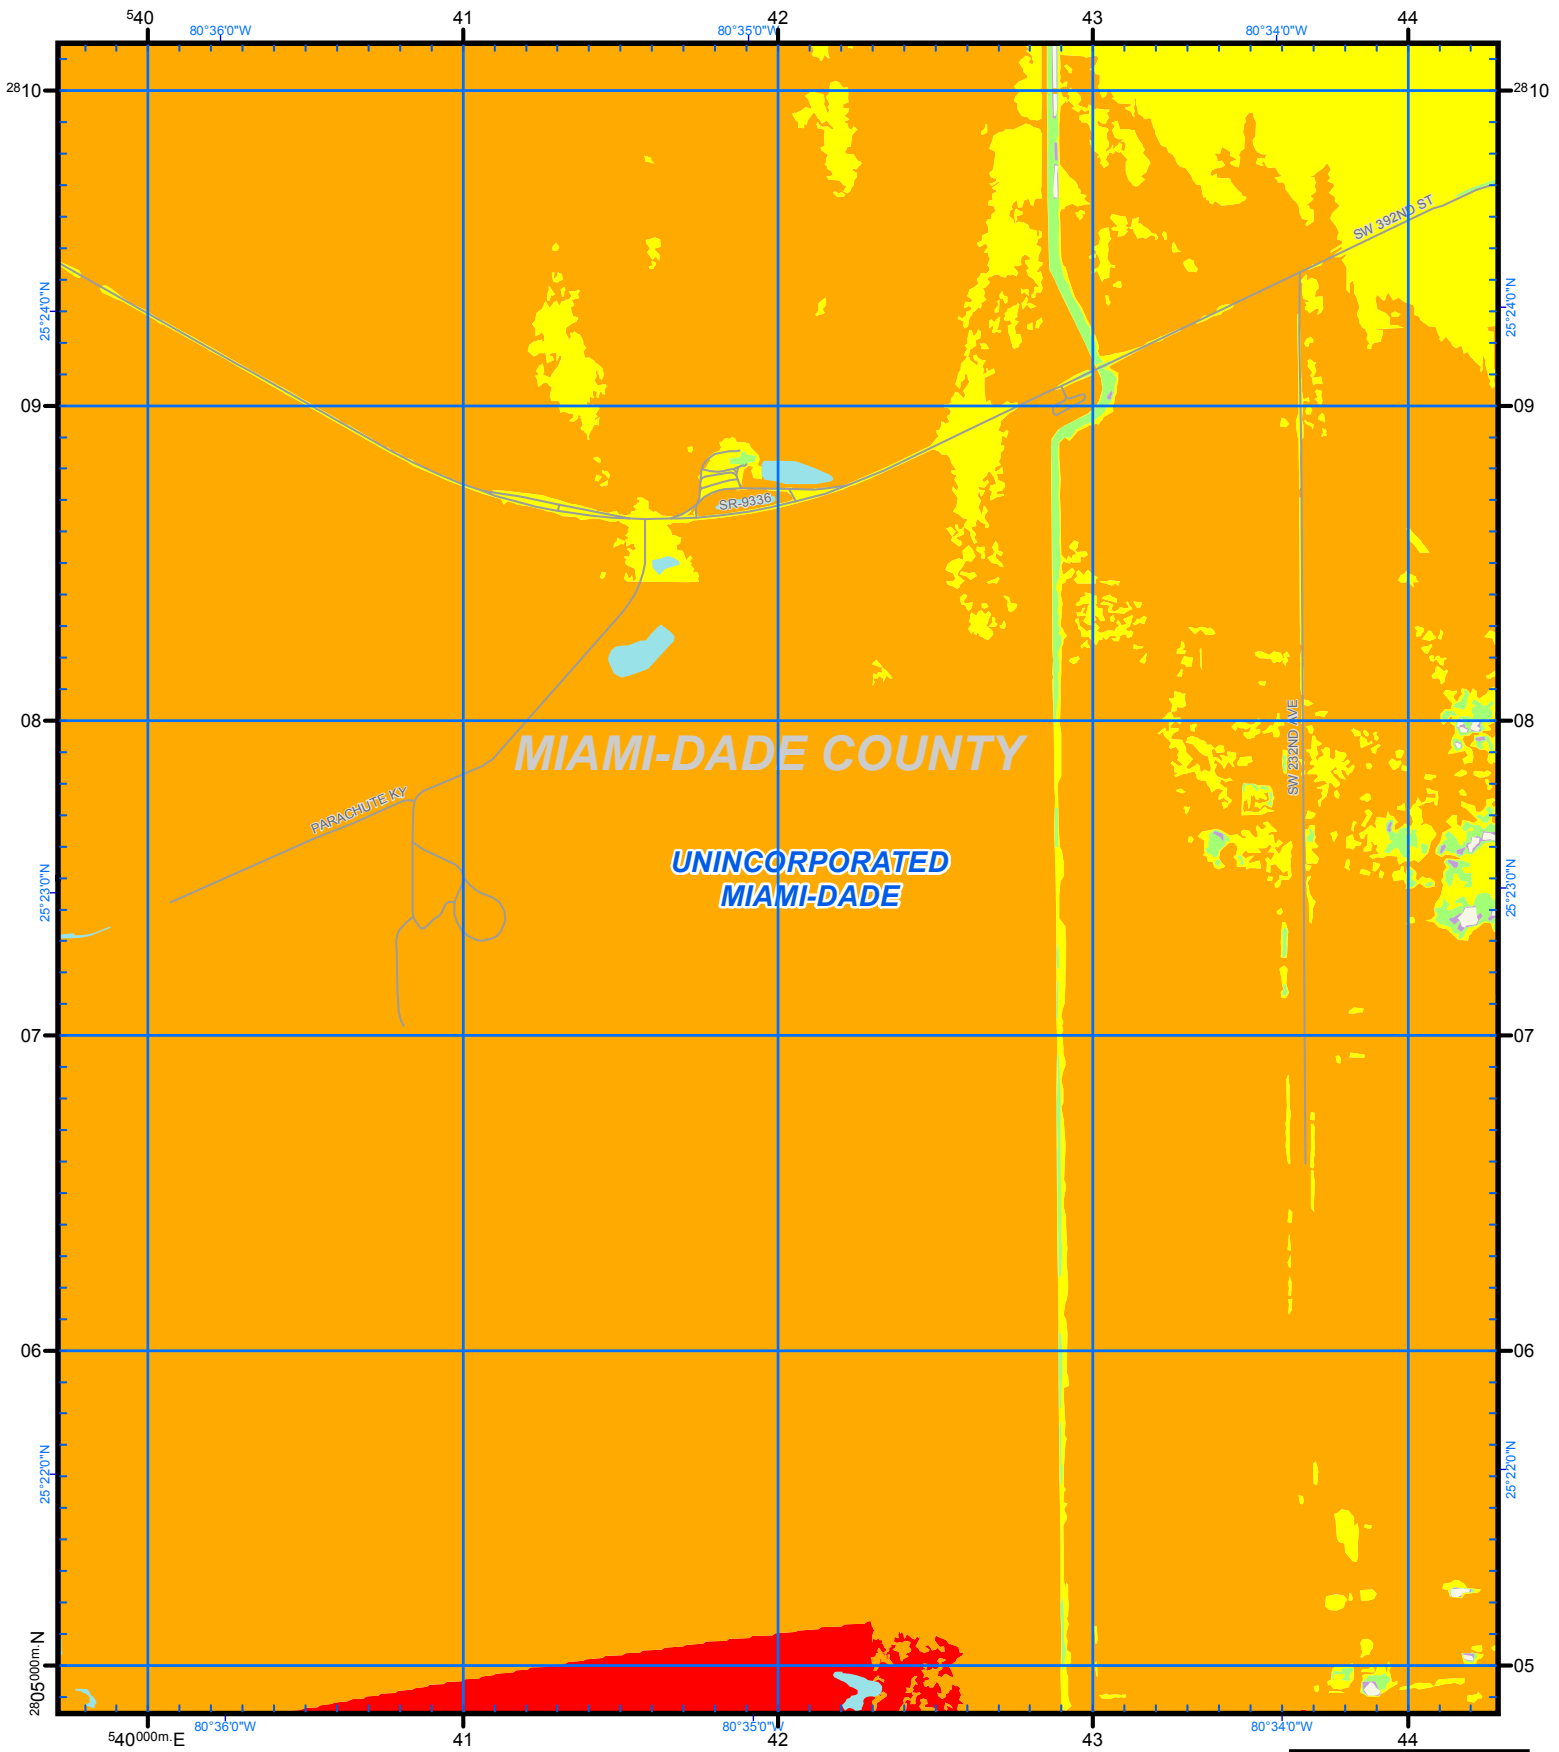 540 41 42 43 44
80°36'0"W 80°35'0"W 80°34'0"W
2810 2810
SW 392ND ST
25°24'0"N 25°24'0"N
09 09
SR-9336
08 08
SW 232ND AVE
MIAMI-DADE COUNTY
PARACHUTE KY
UNINCORPORATED
MIAMI-DADE
25°23'0"N 25°23'0"N
07 07
06 06
25°22'0"N 25°22'0"N
2805000m.N 05
80°36'0"W 80°35'0"W 80°34'0"W
540000m.E 41 42 43 44